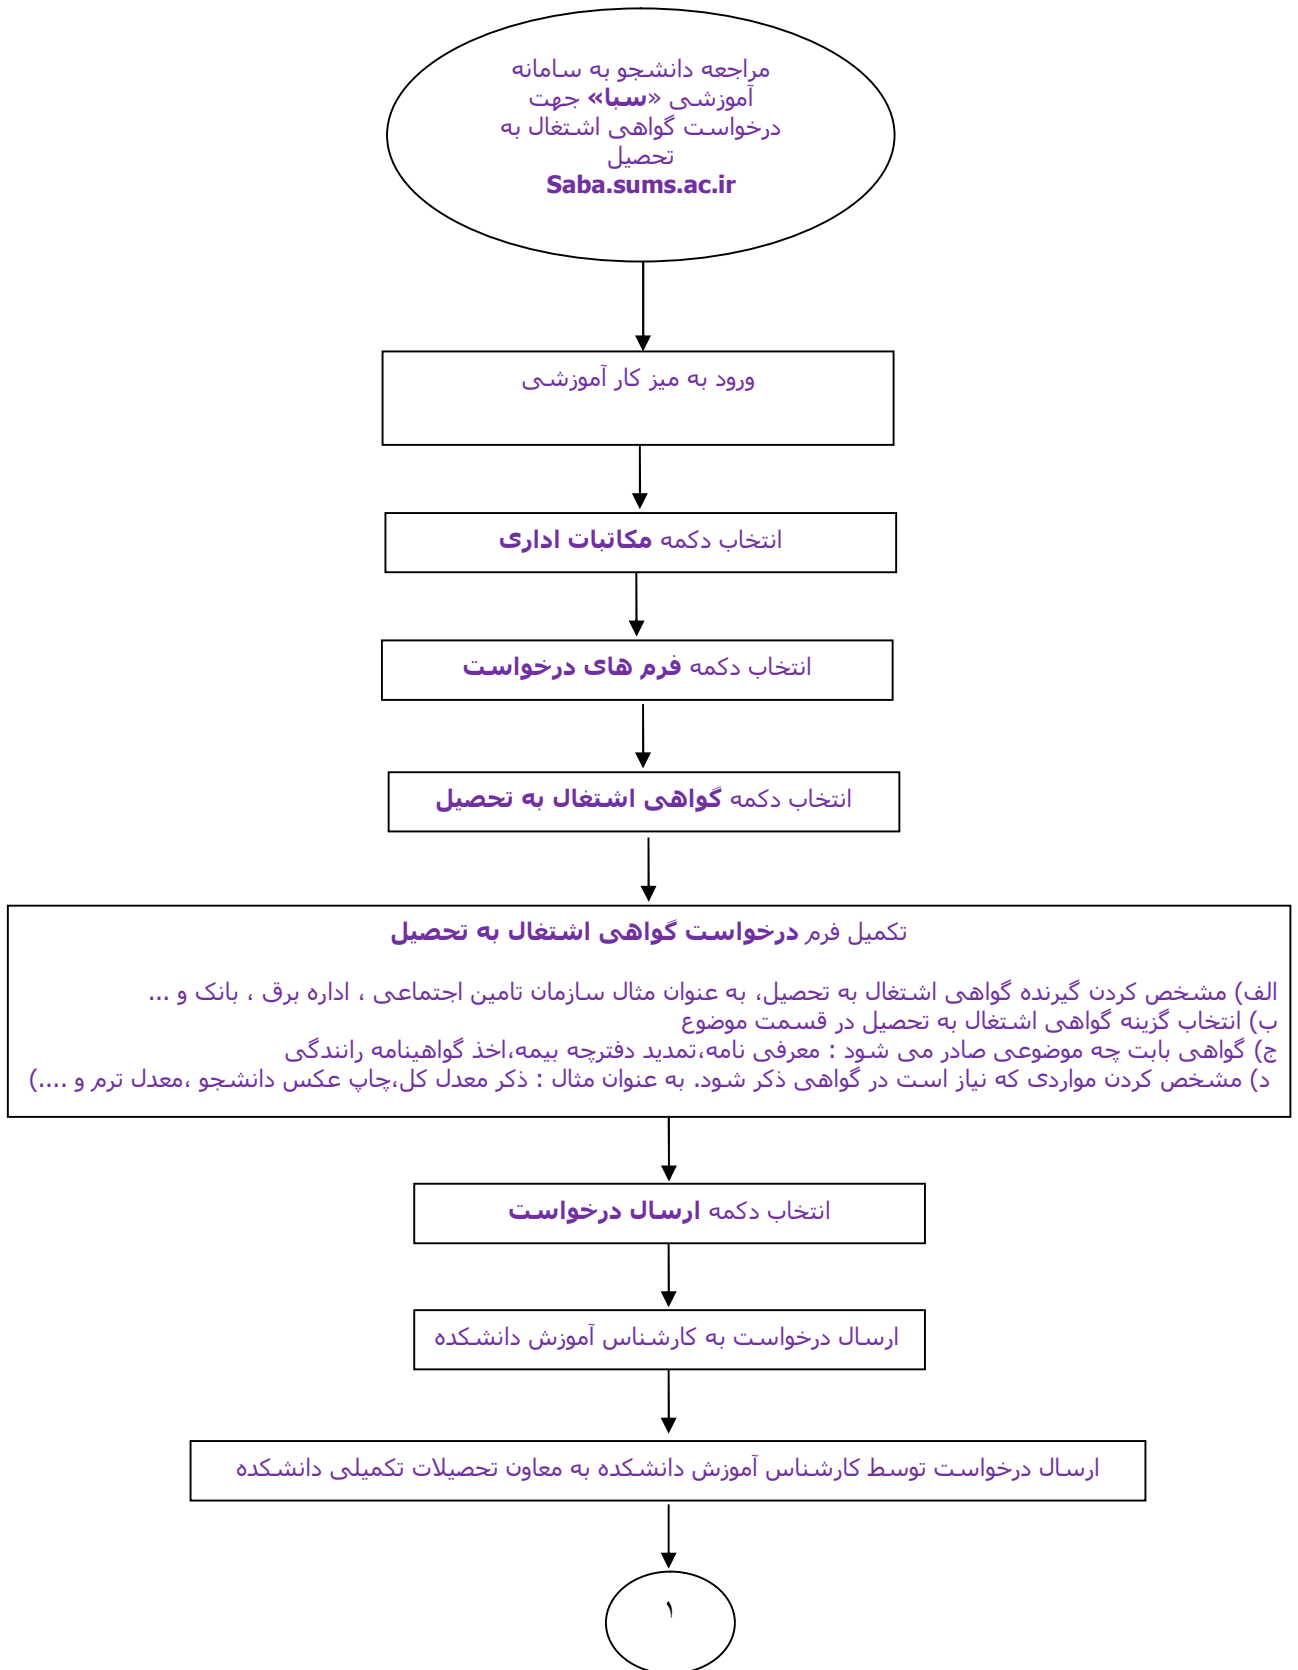 مراجعه دانشجو به سامانه
آموزشی «سبا» جهت
درخواست گواهی اشتغال به
تحصیل
Saba.sums.ac.ir
ورود به میز کار آموزشی
انتخاب دکمه مکاتبات اداری
انتخاب دکمه فرم های درخواست
انتخاب دکمه گواهی اشتغال به تحصیل
تکمیل فرم درخواست گواهی اشتغال به تحصیل
الف) مشخص کردن گیرنده گواهی اشتغال به تحصیل، به عنوان مثال سازمان تامین اجتماعی ، اداره برق ، بانک و ...
ب) انتخاب گزینه گواهی اشتغال به تحصیل در قسمت موضوع
ج) گواهی بابت چه موضوعی صادر می شود : معرفی نامه،تمدید دفترچه بیمه،اخذ گواهینامه رانندگی
د) مشخص کردن مواردی که نیاز است در گواهی ذکر شود. به عنوان مثال : ذکر معدل کل،چاپ عکس دانشجو ،معدل ترم و ....)
انتخاب دکمه ارسال درخواست
ارسال درخواست به کارشناس آموزش دانشکده
ارسال درخواست توسط کارشناس آموزش دانشکده به معاون تحصیلات تکمیلی دانشکده
۱